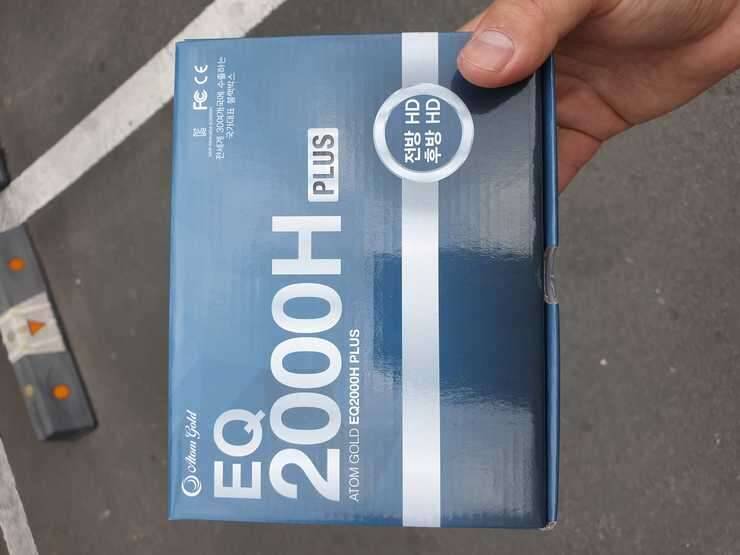 Atom Gold
FC CE
전세계 30여개국에 수출하는
국가대표 블랙박스
EQ
2000H PLUS
ATOM GOLD EQ2000H PLUS
전방 HD
후방 HD